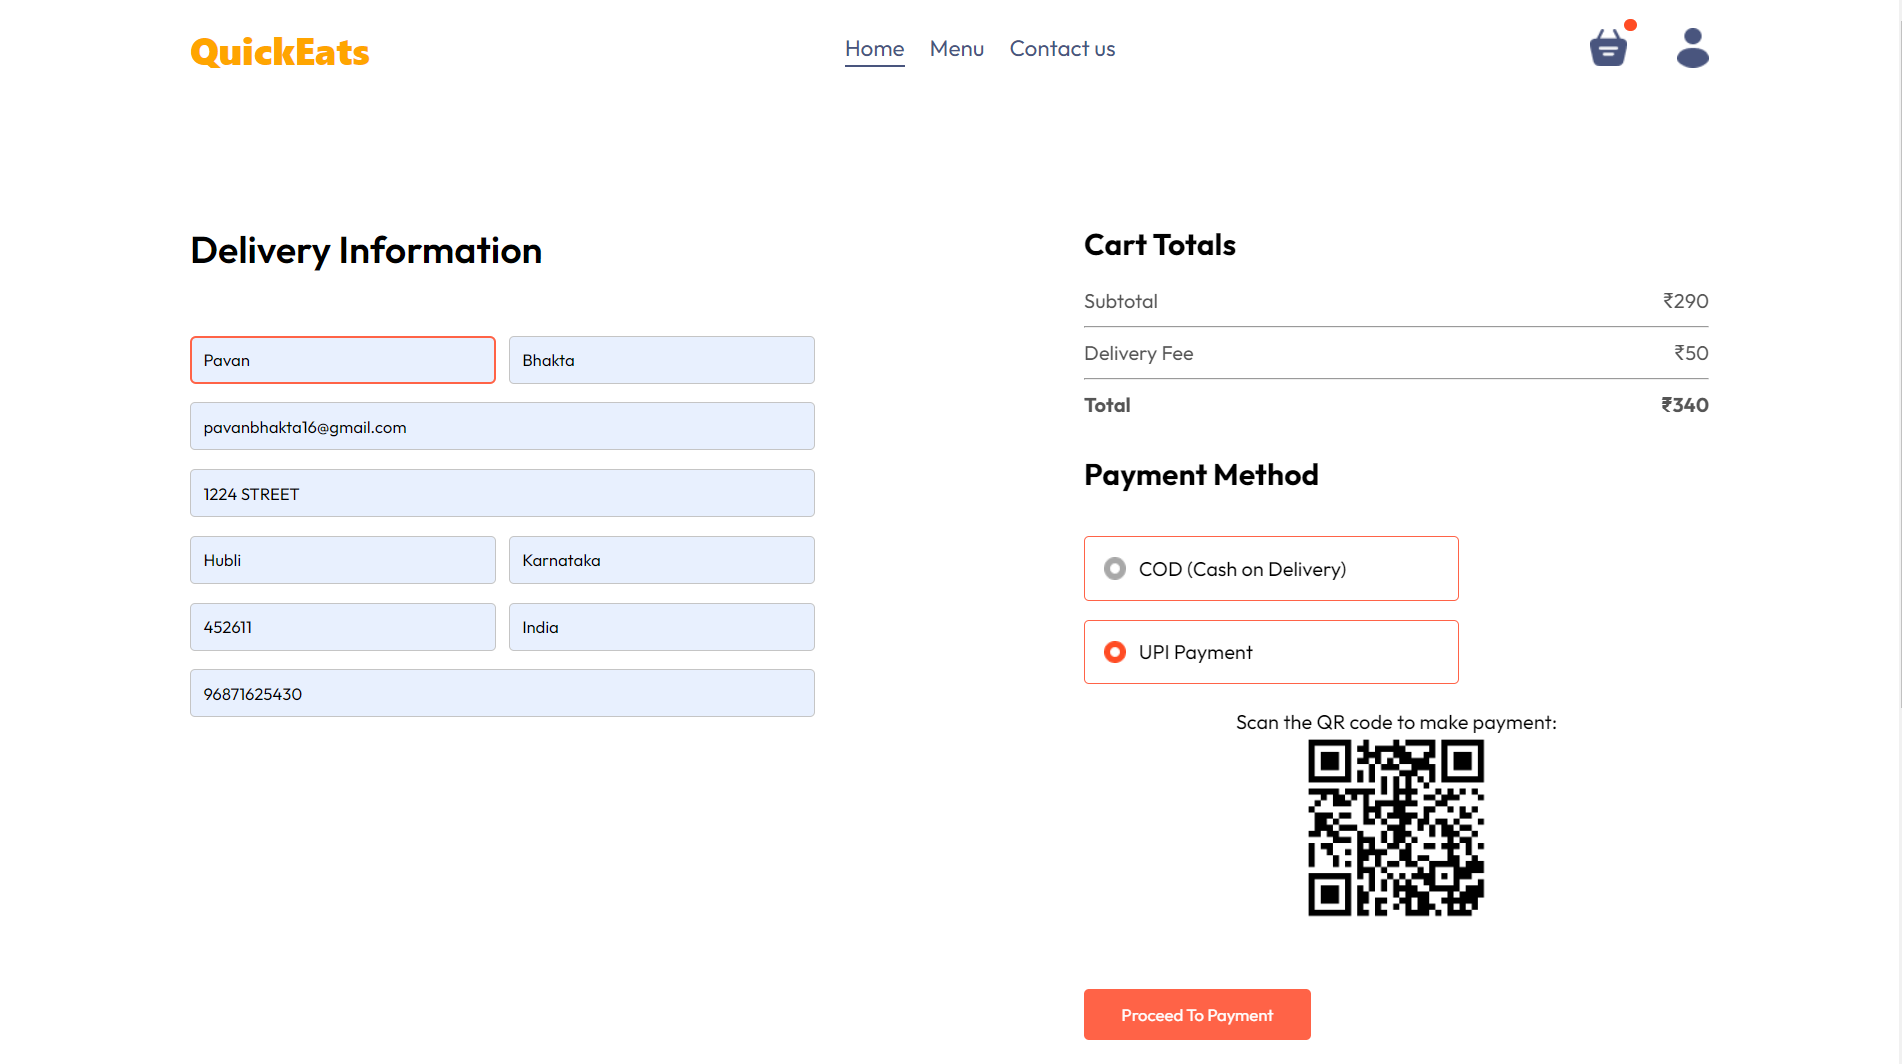 QuickEats
Home Menu Contact us
Delivery Information
Pavan Bhakta
pavanbhakta16@gmail.com
1224 STREET
Hubli Karnataka
452611 India
96871625430
Cart Totals
Subtotal ₹290
Delivery Fee ₹50
Total ₹340
Payment Method
COD (Cash on Delivery)
UPI Payment
Scan the QR code to make payment:
Proceed To Payment